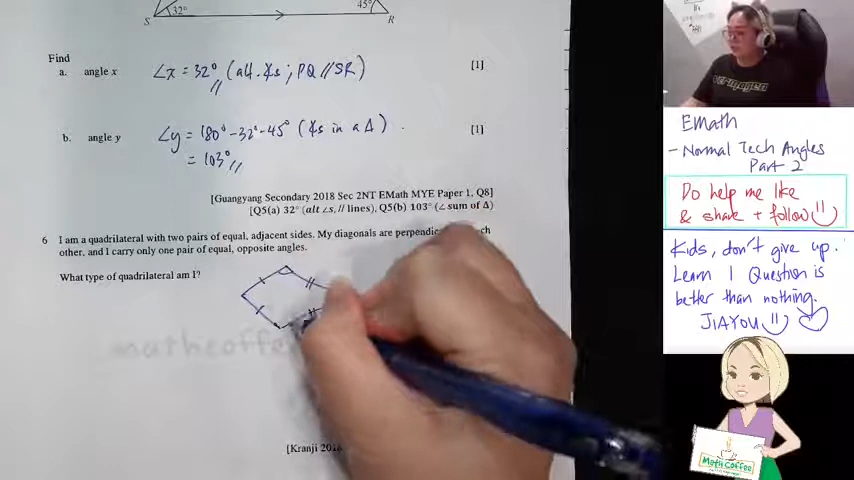 S 32° 45° R
Find
a. angle x ∠x = 32° (alt. ∠s ; PQ // SR) [1]
b. angle y ∠y = 180° - 32° - 45° (∠s in a Δ) . [1]
= 103° //
[Guangyang Secondary 2018 Sec 2NT EMath MYE Paper 1, Q8]
[Q5(a) 32° (alt ∠s, // lines), Q5(b) 103° (∠ sum of Δ)
6 I am a quadrilateral with two pairs of equal, adjacent sides. My diagonals are
other, and I carry only one pair of equal, opposite angles.
What type of quadrilateral am I?
[Kranji
vermagen
EMath
- Normal Tech Angles
Part 2
Do help me like
& share + follow
Kids, don't give up.
Learn 1 Question is
better than nothing.
JIAYOU
Math Coffee